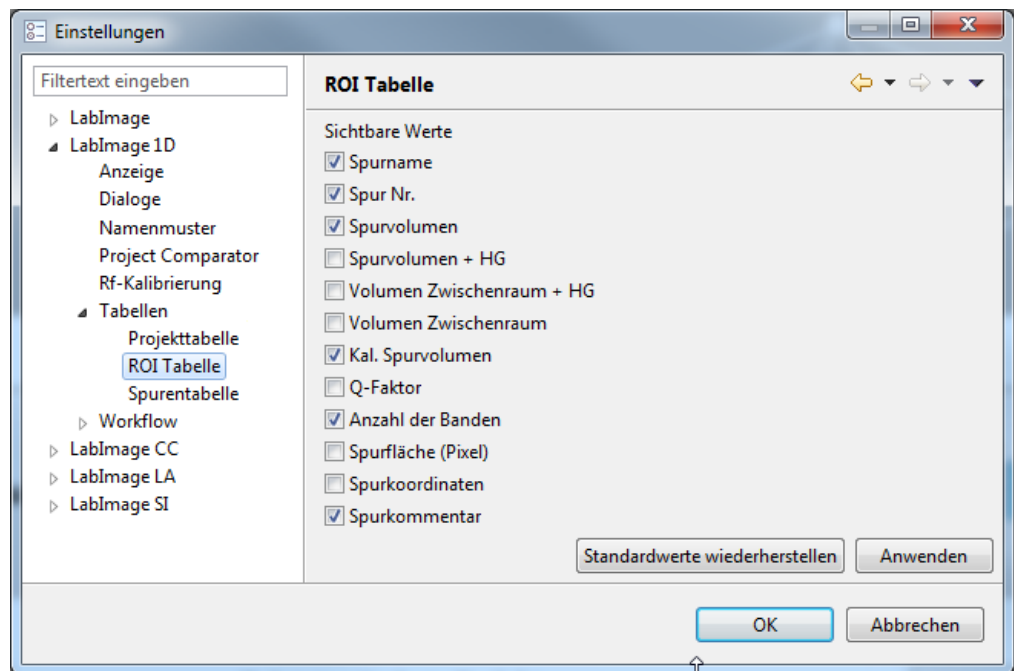 Einstellungen
Filtertext eingeben
LabImage
LabImage 1D
Anzeige
Dialoge
Namenmuster
Project Comparator
Rf-Kalibrierung
Tabellen
Projekttabelle
ROI Tabelle
Spurentabelle
Workflow
LabImage CC
LabImage LA
LabImage SI
ROI Tabelle
Sichtbare Werte
Spurname
Spur Nr.
Spurvolumen
Spurvolumen + HG
Volumen Zwischenraum + HG
Volumen Zwischenraum
Kal. Spurvolumen
Q-Faktor
Anzahl der Banden
Spurfläche (Pixel)
Spurkoordinaten
Spurkommentar
Standardwerte wiederherstellen Anwenden
OK Abbrechen